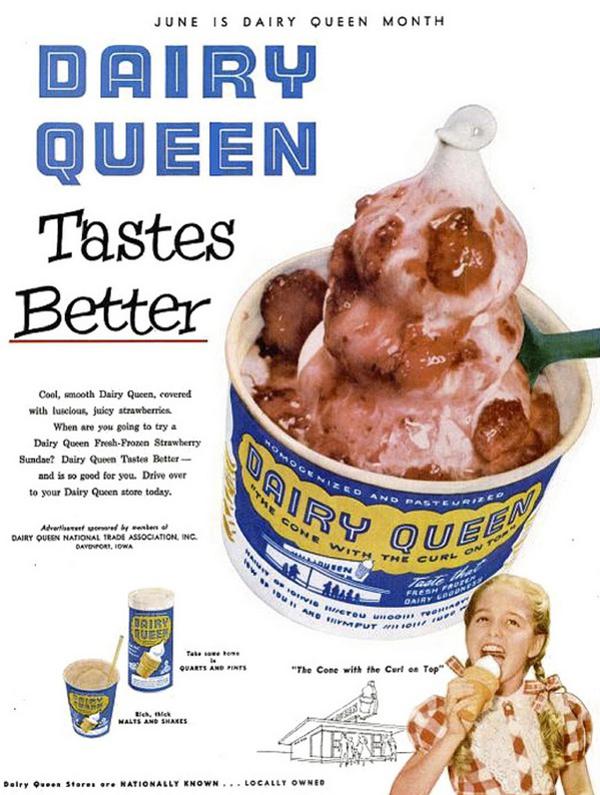 JUNE IS DAIRY QUEEN MONTH
DAIRY
QUEEN
Tastes
Better
Cool, smooth Dairy Queen, covered
with luscious, juicy strawberries.
When are you going to try a
Dairy Queen Fresh-Frozen Strawberry
Sundae? Dairy Queen Tastes Better—
and is so good for you. Drive over
to your Dairy Queen store today.
Advertisement sponsored by members of
DAIRY QUEEN NATIONAL TRADE ASSOCIATION, INC.
DAVENPORT, IOWA
HOMOGENIZED AND PASTEURIZED
DAIRY QUEEN
"THE CONE WITH THE CURL ON TOP"
DAIRY QUEEN
Taste that
FRESH FROZEN
DAIRY GOODNESS
DAIRY
QUEEN
Take some home
in
QUARTS AND PINTS
DAIRY
QUEEN
Rich, thick
MALTS AND SHAKES
"The Cone with the Curl on Top"
Dairy Queen Stores are NATIONALLY KNOWN . . . LOCALLY OWNED